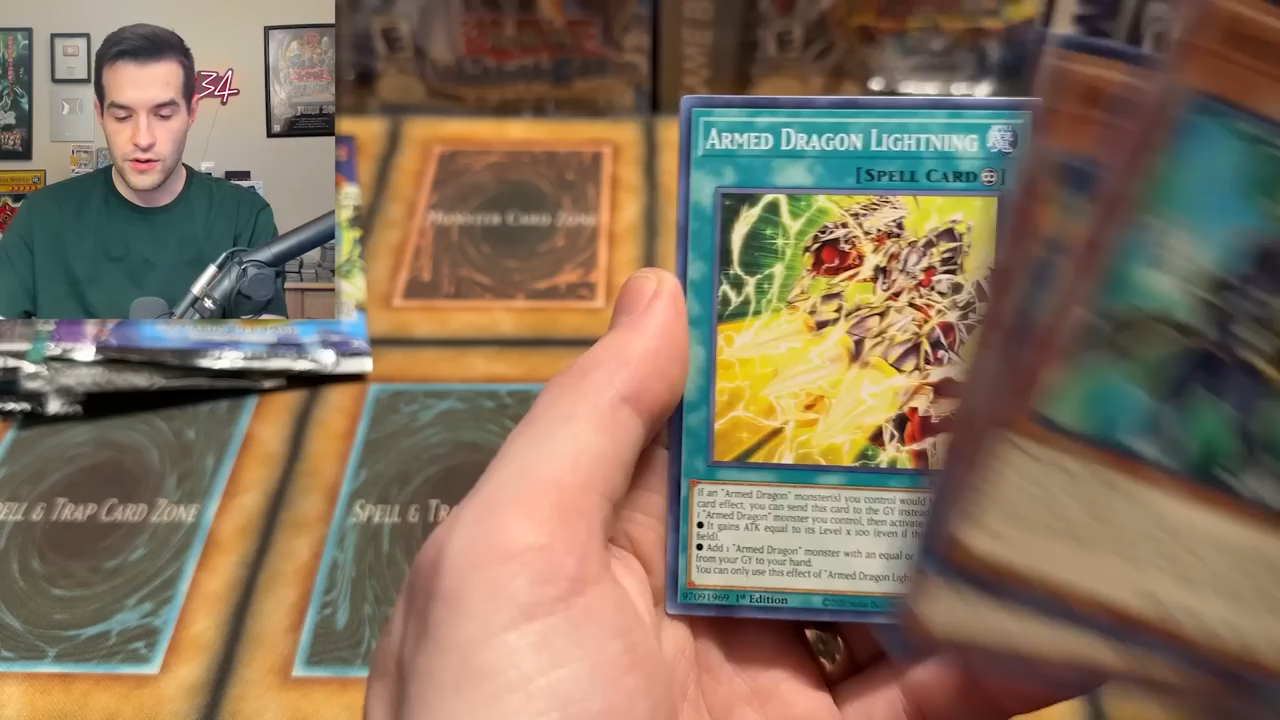 34
MONSTER CARD ZONE
ARMED DRAGON LIGHTNING
[SPELL CARD]
If an "Armed Dragon" monster(s) you control would
card effect, you can send this card to the GY instead
1 "Armed Dragon" monster you control, then activate
● It gains ATK equal to its Level x 100 (even if th
field).
● Add 1 "Armed Dragon" monster with an equal or
from your GY to your hand.
You can only use this effect of "Armed Dragon Ligh
97091969 1st Edition
ELL & TRAP CARD ZONE
SPELL & TRA